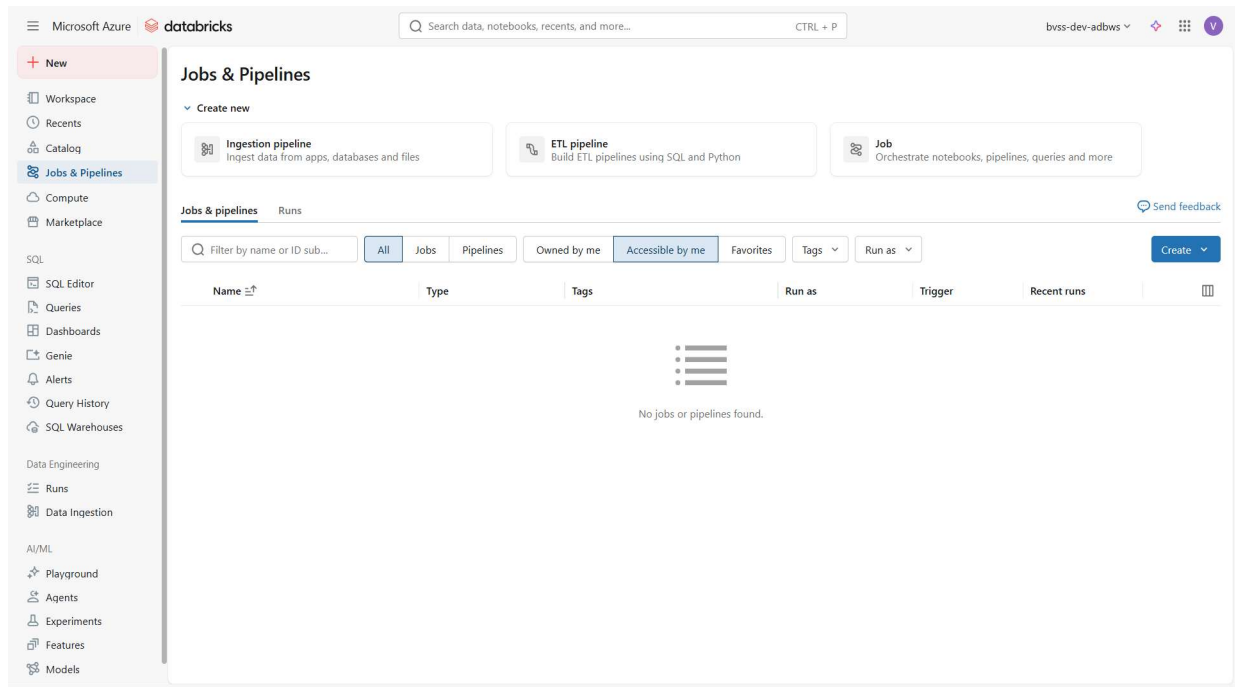 Microsoft Azure databricks
Search data, notebooks, recents, and more... CTRL + P
bvss-dev-adbws
V
New
Workspace
Recents
Catalog
Jobs & Pipelines
Compute
Marketplace
SQL
SQL Editor
Queries
Dashboards
Genie
Alerts
Query History
SQL Warehouses
Data Engineering
Runs
Data Ingestion
AI/ML
Playground
Agents
Experiments
Features
Models
Jobs & Pipelines
Create new
Ingestion pipeline
Ingest data from apps, databases and files
ETL pipeline
Build ETL pipelines using SQL and Python
Job
Orchestrate notebooks, pipelines, queries and more
Jobs & pipelines Runs
Send feedback
Filter by name or ID sub... All Jobs Pipelines Owned by me Accessible by me Favorites Tags Run as Create
Name Type Tags Run as Trigger Recent runs
No jobs or pipelines found.